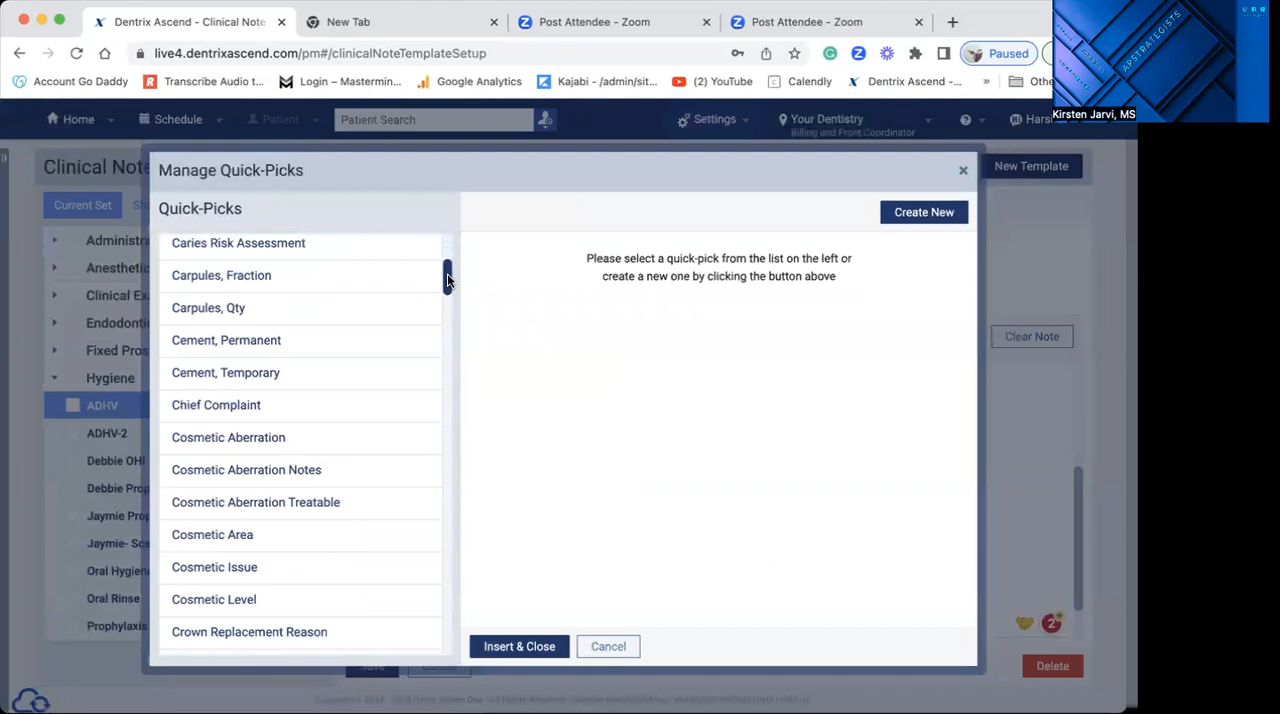 Dentrix Ascend - Clinical Note
New Tab
Post Attendee - Zoom
Post Attendee - Zoom
live4.dentrixascend.com/pm#/clinicalNoteTemplateSetup
Paused
Account Go Daddy
Transcribe Audio t...
Login – Mastermin...
Google Analytics
Kajabi - /admin/sit...
(2) YouTube
Calendly
Dentrix Ascend -...
»
APSTRATEGISTS
Kirsten Jarvi, MS
Home
Schedule
Patient
Patient Search
Settings
Your Dentistry
Billing and Front Coordinator
Clinical Not
New Template
Current Set
Manage Quick-Picks
Quick-Picks
Create New
Please select a quick-pick from the list on the left or
create a new one by clicking the button above
Caries Risk Assessment
Carpules, Fraction
Carpules, Qty
Cement, Permanent
Cement, Temporary
Chief Complaint
Cosmetic Aberration
Cosmetic Aberration Notes
Cosmetic Aberration Treatable
Cosmetic Area
Cosmetic Issue
Cosmetic Level
Crown Replacement Reason
Insert & Close
Cancel
Administra
Anesthetic
Clinical Exa
Endodonti
Fixed Pros
Hygiene
ADHV
ADHV-2
Debbie OHI
Debbie Prop
Jaymie Prop
Jaymie- Sca
Oral Hygien
Oral Rinse
Prophylaxis
Clear Note
2
Delete